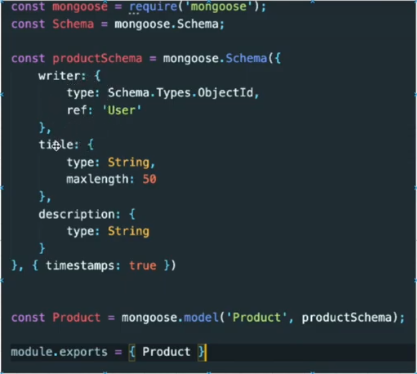 const mongoose = require('mongoose');
const Schema = mongoose.Schema;
const productSchema = mongoose.Schema({
writer: {
type: Schema.Types.ObjectId,
ref: 'User'
},
title: {
type: String,
maxlength: 50
},
description: {
type: String
}
}, { timestamps: true })
const Product = mongoose.model('Product', productSchema);
module.exports = { Product }